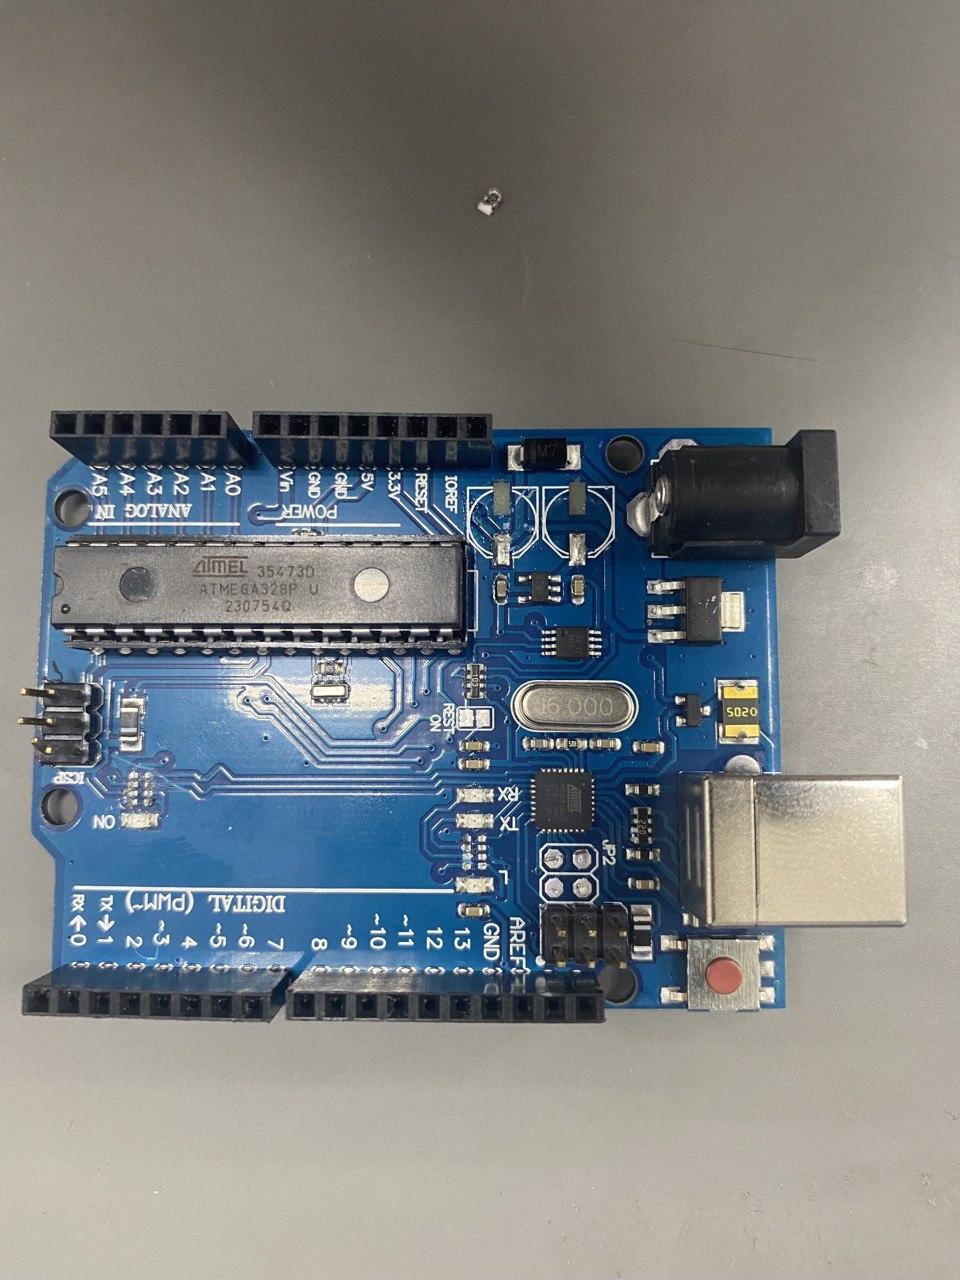 A5
A4
A3
A2
A1
A0
Vin
GND
GND
5V
3.3V
RESET
IOREF
ANALOG IN
POWER
M7
ATMEL 35473D
ATMEGA328P U
230754Q
16.000
5020
RESET
ON
501
ICSP
ON
RX
TX
L
JP2
DIGITAL (PWM~)
RX←0
TX→1
2
~3
4
~5
~6
7
8
~9
~10
~11
12
13
GND
AREF